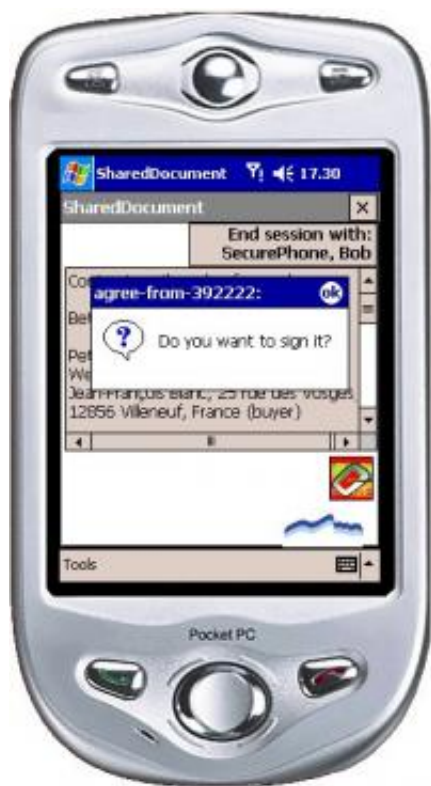 SharedDocument 17.30
SharedDocument
End session with:
SecurePhone, Bob
agree-from-392222:
ok
Do you want to sign it?
Jean-François Blanc, 25 rue des Vosges
12856 Villeneuf, France (buyer)
Tools
Pocket PC